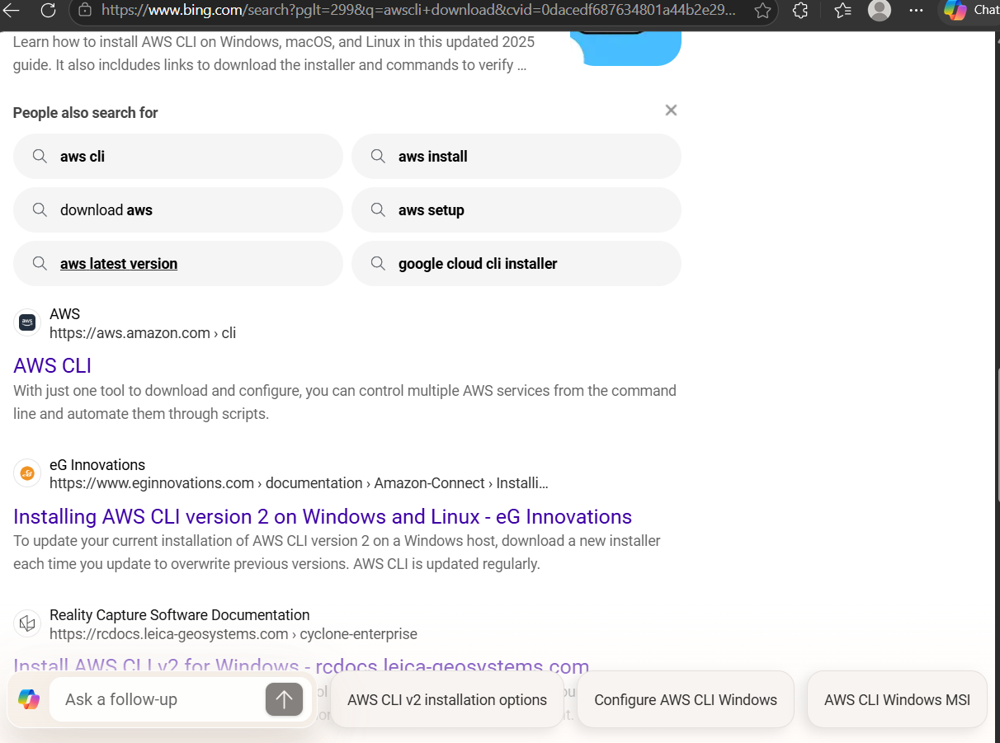 https://www.bing.com/search?pglt=299&q=awscli+download&cvid=0dacedf687634801a44b2e29...
Chat
Learn how to install AWS CLI on Windows, macOS, and Linux in this updated 2025
guide. It also incldudes links to download the installer and commands to verify ...
People also search for
aws cli
aws install
download aws
aws setup
aws latest version
google cloud cli installer
aws
AWS
https://aws.amazon.com › cli
AWS CLI
With just one tool to download and configure, you can control multiple AWS services from the command
line and automate them through scripts.
eG Innovations
https://www.eginnovations.com › documentation › Amazon-Connect › Installi...
Installing AWS CLI version 2 on Windows and Linux - eG Innovations
To update your current installation of AWS CLI version 2 on a Windows host, download a new installer
each time you update to overwrite previous versions. AWS CLI is updated regularly.
Reality Capture Software Documentation
https://rcdocs.leica-geosystems.com › cyclone-enterprise
Install AWS CLI v2 for Windows - rcdocs.leica-geosystems.com
Ask a follow-up
AWS CLI v2 installation options
Configure AWS CLI Windows
AWS CLI Windows MSI